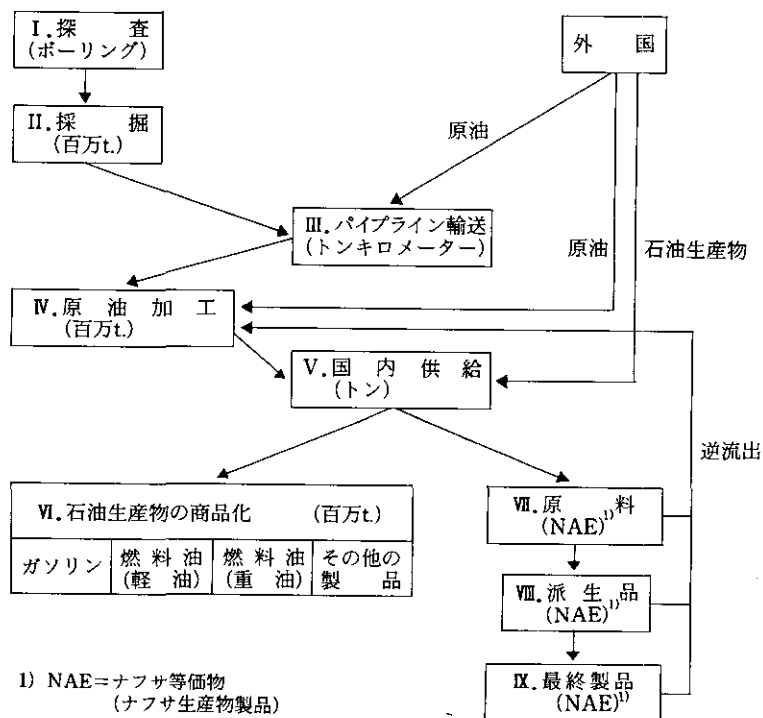 Ⅰ.探査
(ボーリング)
外国
Ⅱ.採掘
(百万t.)
原油
Ⅲ.パイプライン輸送
(トンキロメーター)
原油
石油生産物
Ⅳ.原油加工
(百万t.)
Ⅴ.国内供給
(トン)
逆流出
Ⅵ.石油生産物の商品化 (百万t.)
ガソリン
燃料油
(軽油)
燃料油
(重油)
その他の
製品
Ⅶ.原料
(NAE)1)
Ⅷ.派生品
(NAE)1)
Ⅸ.最終製品
(NAE)1)
1) NAE=ナフサ等価物
(ナフサ生産物製品)